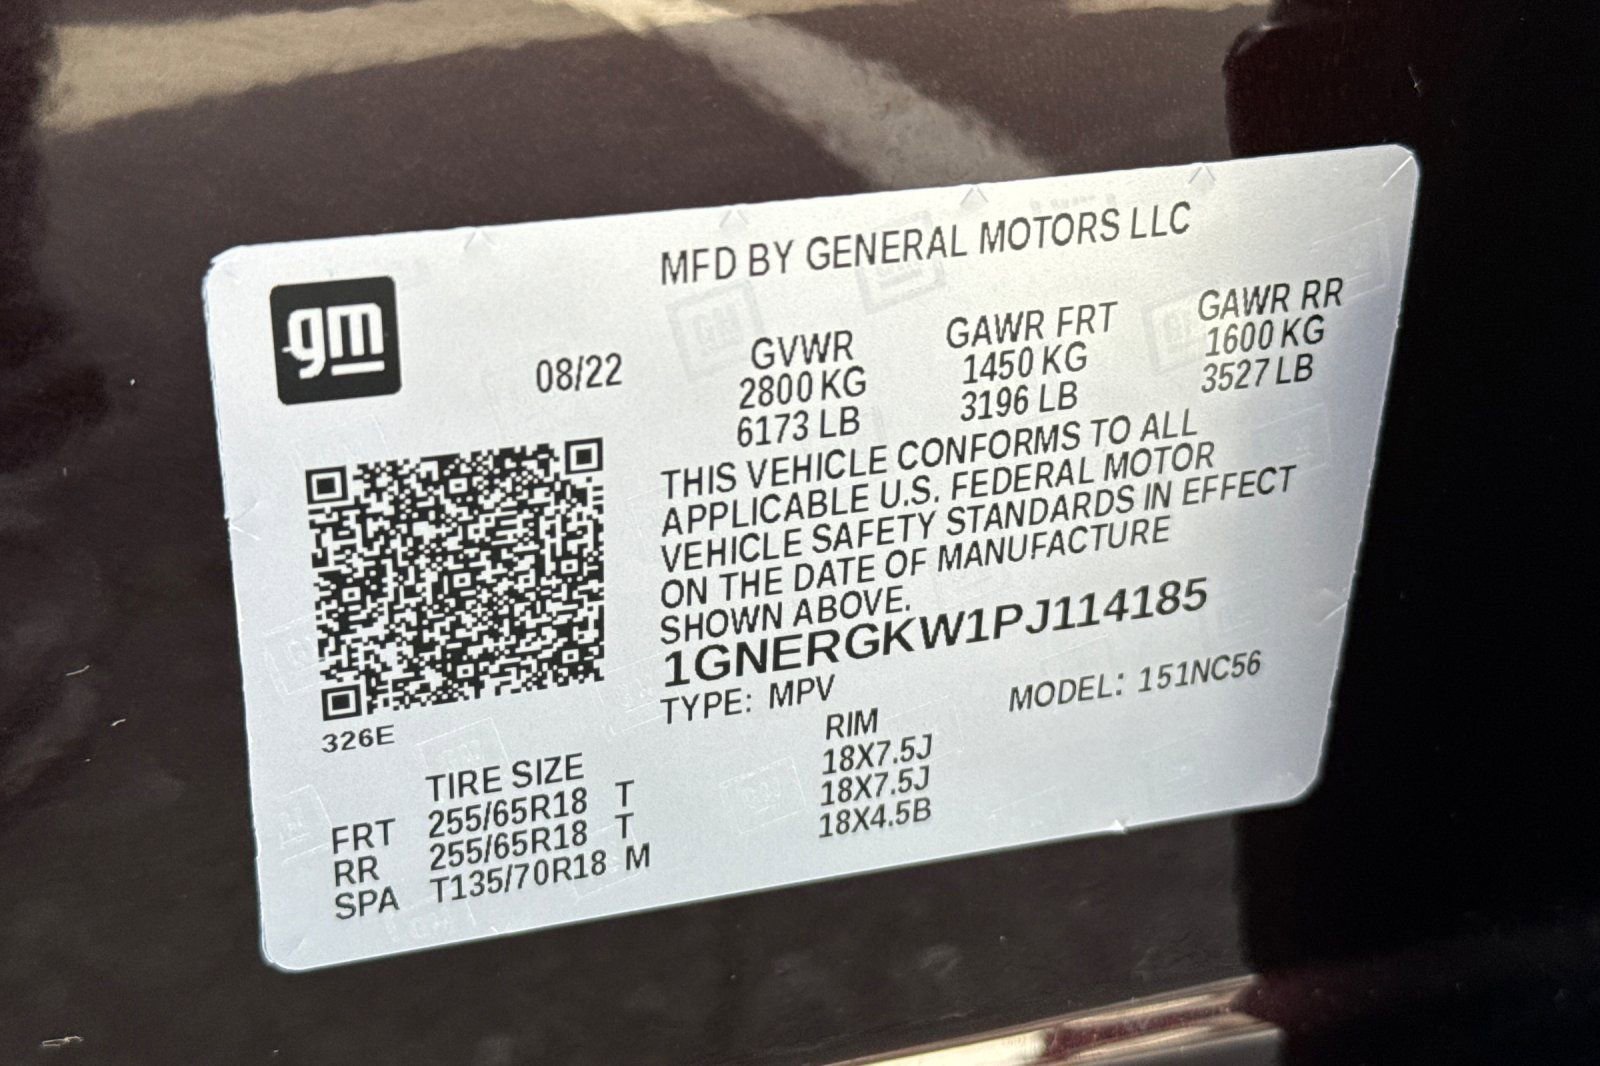 MFD BY GENERAL MOTORS LLC
gm
08/22
GVWR
2800 KG
6173 LB
GAWR FRT
1450 KG
3196 LB
GAWR RR
1600 KG
3527 LB
THIS VEHICLE CONFORMS TO ALL
APPLICABLE U.S. FEDERAL MOTOR
VEHICLE SAFETY STANDARDS IN EFFECT
ON THE DATE OF MANUFACTURE
SHOWN ABOVE.
1GNERGKW1PJ114185
TYPE: MPV
MODEL: 151NC56
326E
TIRE SIZE RIM
FRT 255/65R18 T 18X7.5J
RR 255/65R18 T 18X7.5J
SPA T135/70R18 M 18X4.5B